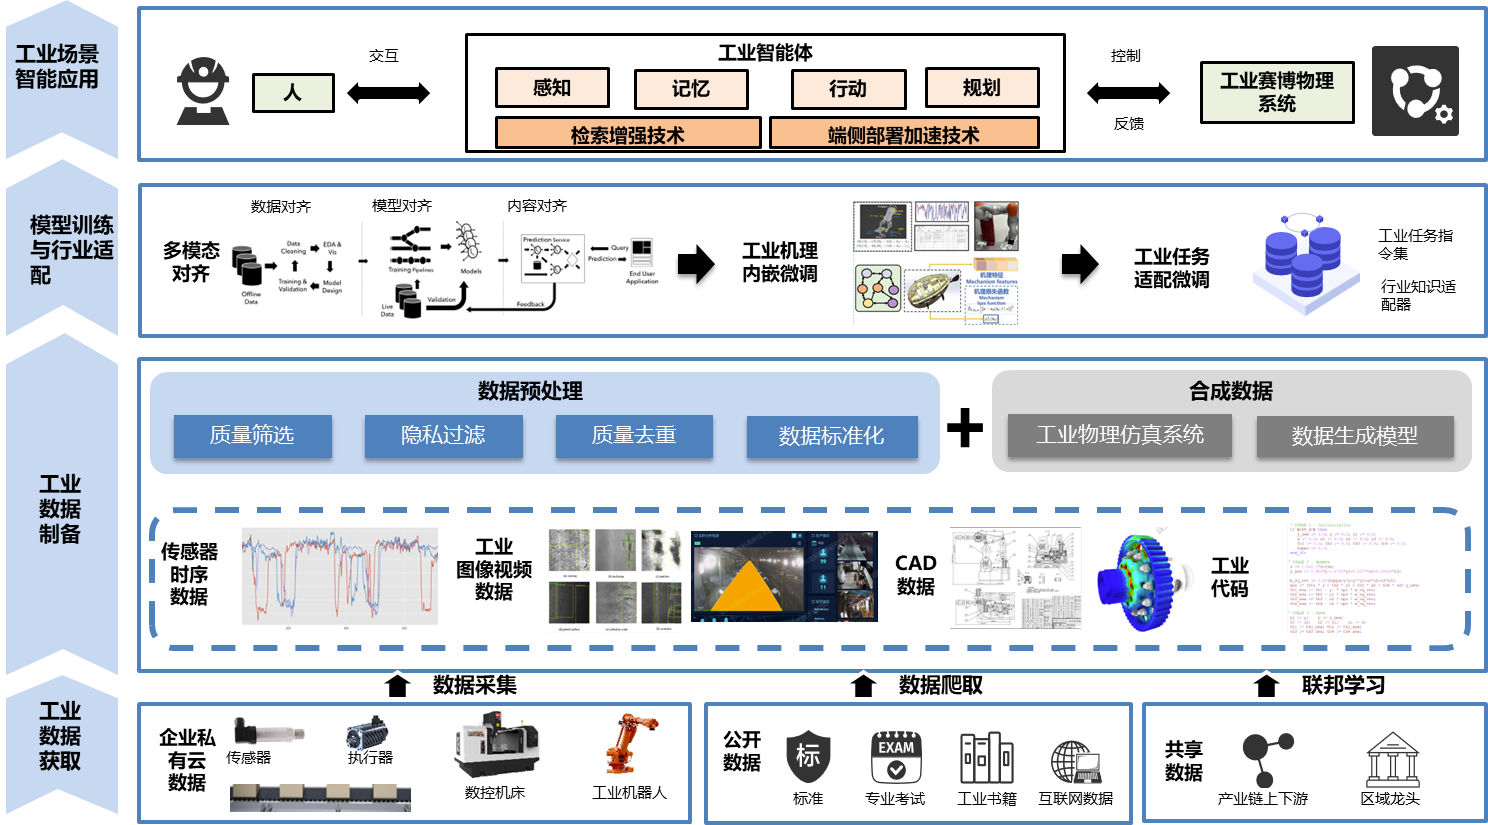 工业场景
智能应用
交互
人
工业智能体
感知
记忆
行动
规划
检索增强技术
端侧部署加速技术
控制
反馈
工业赛博物理
系统
模型训练
与行业适
配
多模态
对齐
数据对齐
模型对齐
内容对齐
Data
Cleaning
EDA &
Vis
Training
& Validation
Model
Design
Offline
Data
Training Pipelines
Models
Live
Data
Validation
Prediction Service
Query
Prediction
End User
Application
Feedback
工业机理
内嵌微调
机理特征
Mechanism features
机理损失函数
Mechanism
loss function
工业任务
适配微调
工业任务指
令集
行业知识适
配器
工业
数据
制备
数据预处理
质量筛选
隐私过滤
质量去重
数据标准化
+
合成数据
工业物理仿真系统
数据生成模型
传感器
时序
数据
工业
图像视频
数据
CAD
数据
工业
代码
工业
数据
获取
数据采集
数据爬取
联邦学习
企业私
有云
数据
传感器
执行器
数控机床
工业机器人
公开
数据
标
标准
EXAM
专业考试
工业书籍
互联网数据
共享
数据
产业链上下游
区域龙头